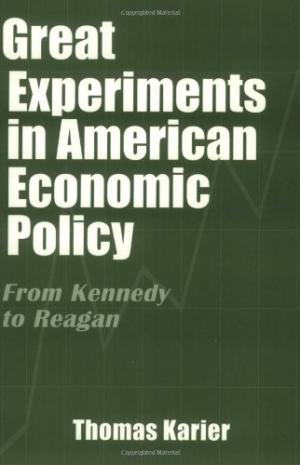 Great
Experiments
in American
Economic
Policy
From Kennedy
to Reagan
Thomas Karier